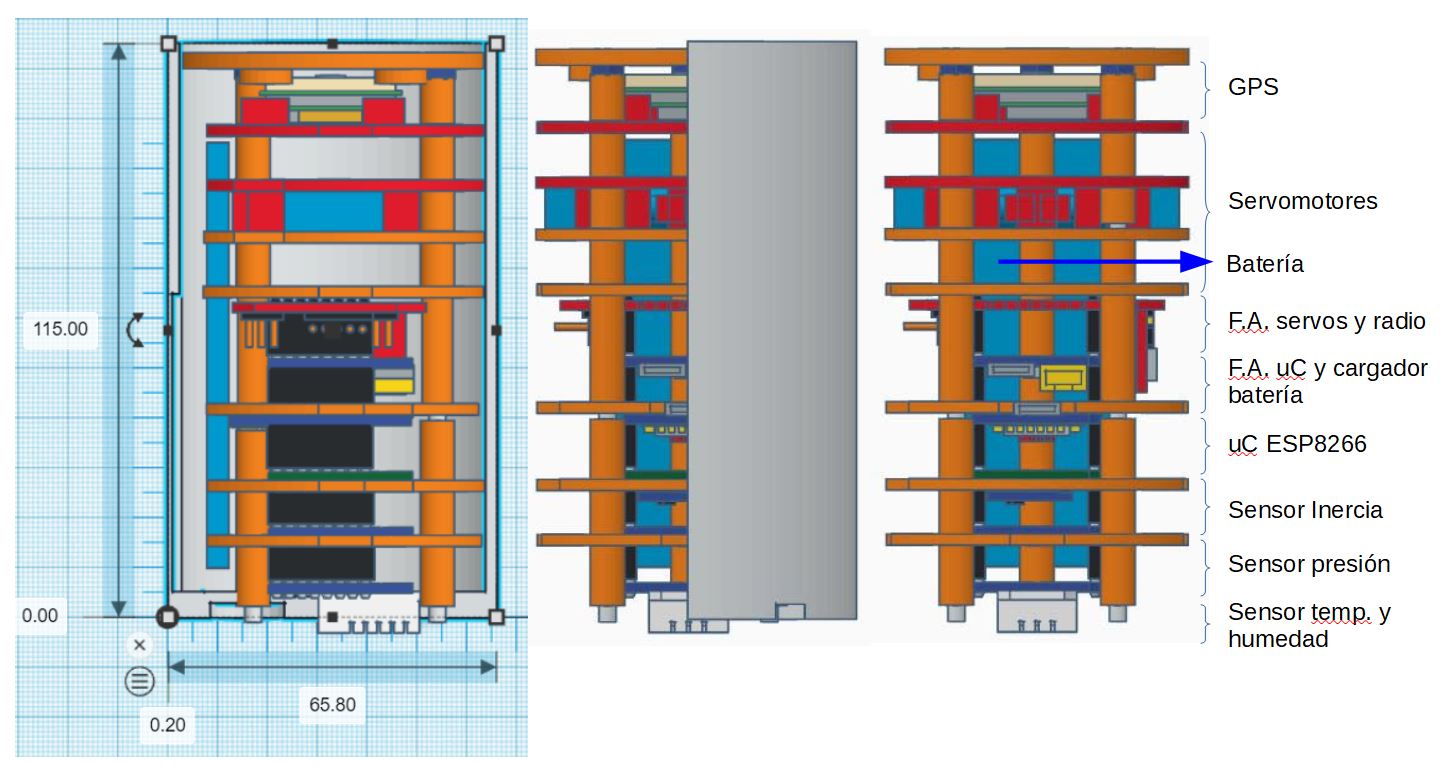 GPS
Servomotores
Batería
115.00
F.A. servos y radio
F.A. uC y cargador
batería
uC ESP8266
Sensor Inercia
Sensor presión
0.00
Sensor temp. y
humedad
65.80
0.20